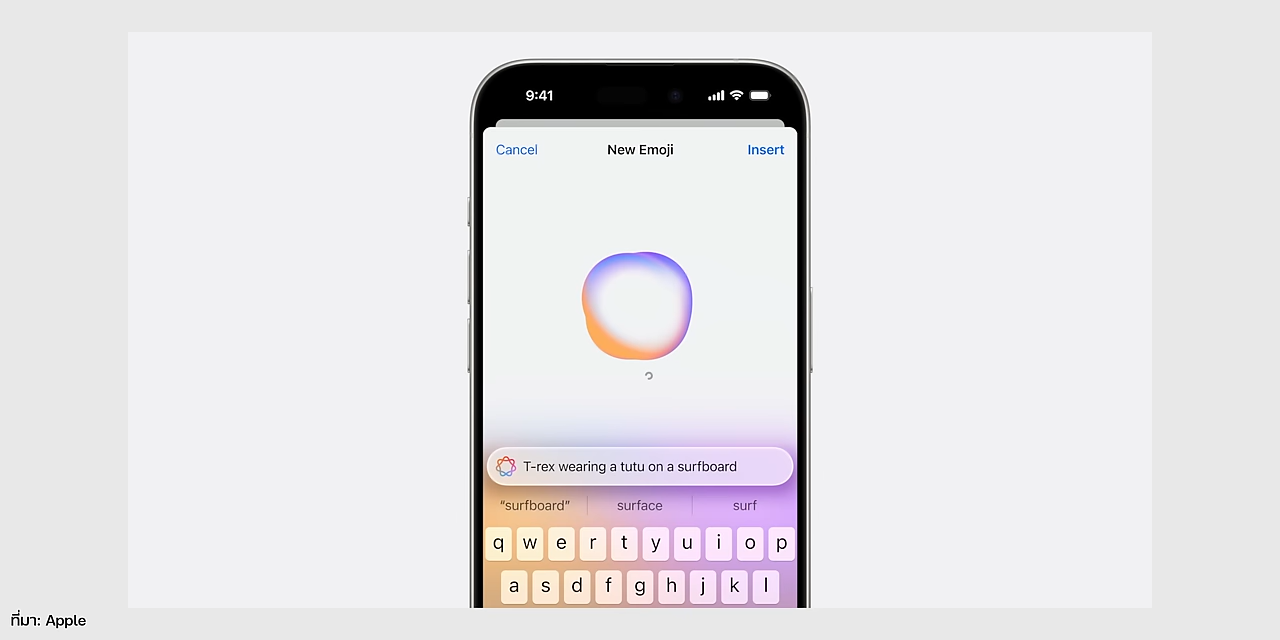 9:41
Cancel New Emoji Insert
T-rex wearing a tutu on a surfboard
“surfboard” surface surf
q w e r t y u i o p
a s d f g h j k l
ที่มา: Apple